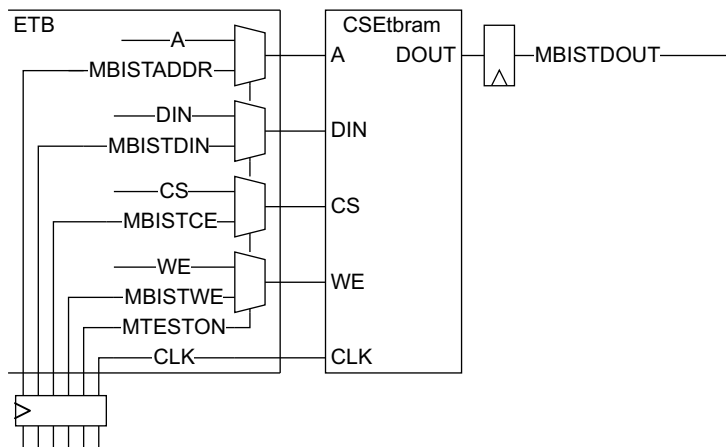 ETB
CSEtbram
A
A
DOUT
MBISTDOUT
MBISTADDR
DIN
DIN
MBISTDIN
CS
CS
MBISTCE
WE
WE
MBISTWE
MTESTON
CLK
CLK